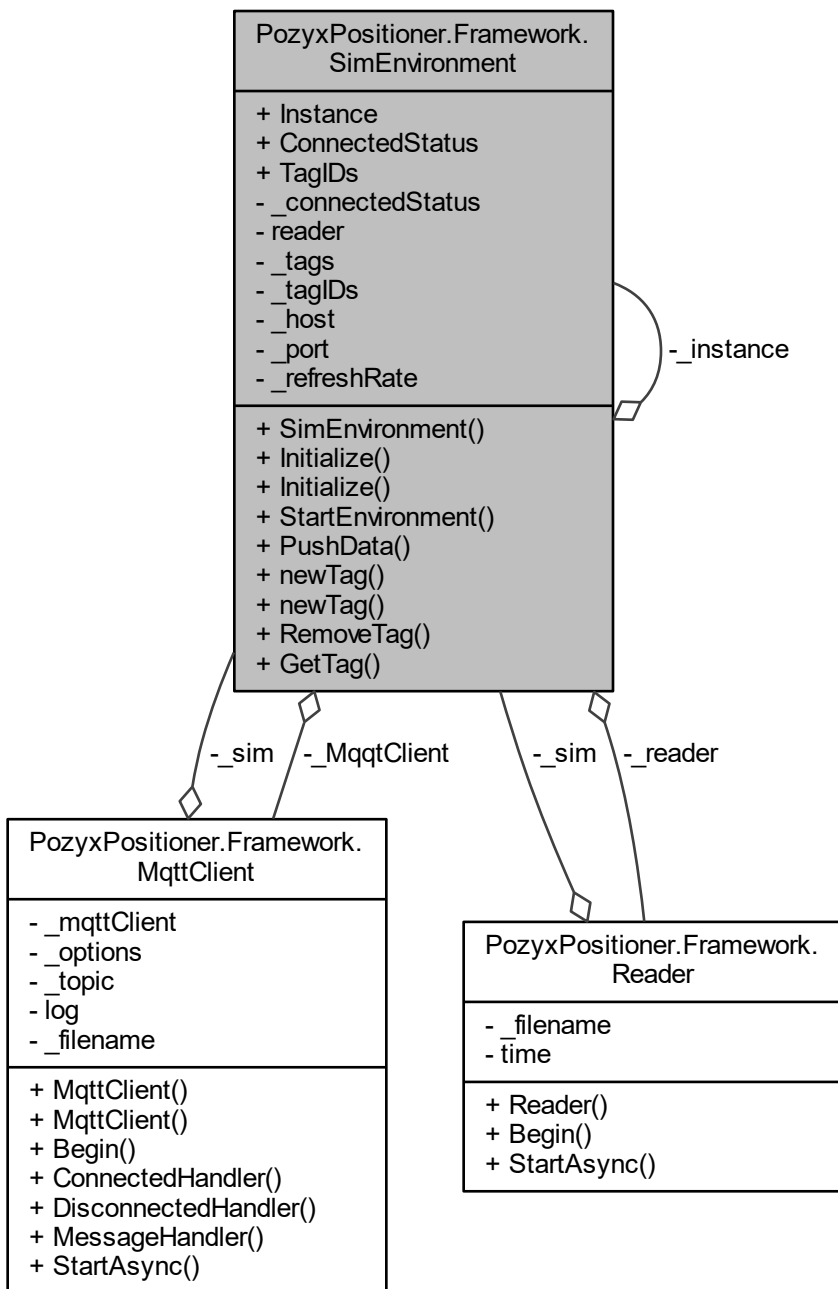 PozyxPositioner.Framework.
SimEnvironment
+ Instance
+ ConnectedStatus
+ TagIDs
- _connectedStatus
- reader
- _tags
- _tagIDs
- _host
- _port
- _refreshRate
+ SimEnvironment()
+ Initialize()
+ Initialize()
+ StartEnvironment()
+ PushData()
+ newTag()
+ newTag()
+ RemoveTag()
+ GetTag()
-_instance
-_sim
-_MqqtClient
-_sim
-_reader
PozyxPositioner.Framework.
MqttClient
- _mqttClient
- _options
- _topic
- log
- _filename
+ MqttClient()
+ MqttClient()
+ Begin()
+ ConnectedHandler()
+ DisconnectedHandler()
+ MessageHandler()
+ StartAsync()
PozyxPositioner.Framework.
Reader
- _filename
- time
+ Reader()
+ Begin()
+ StartAsync()